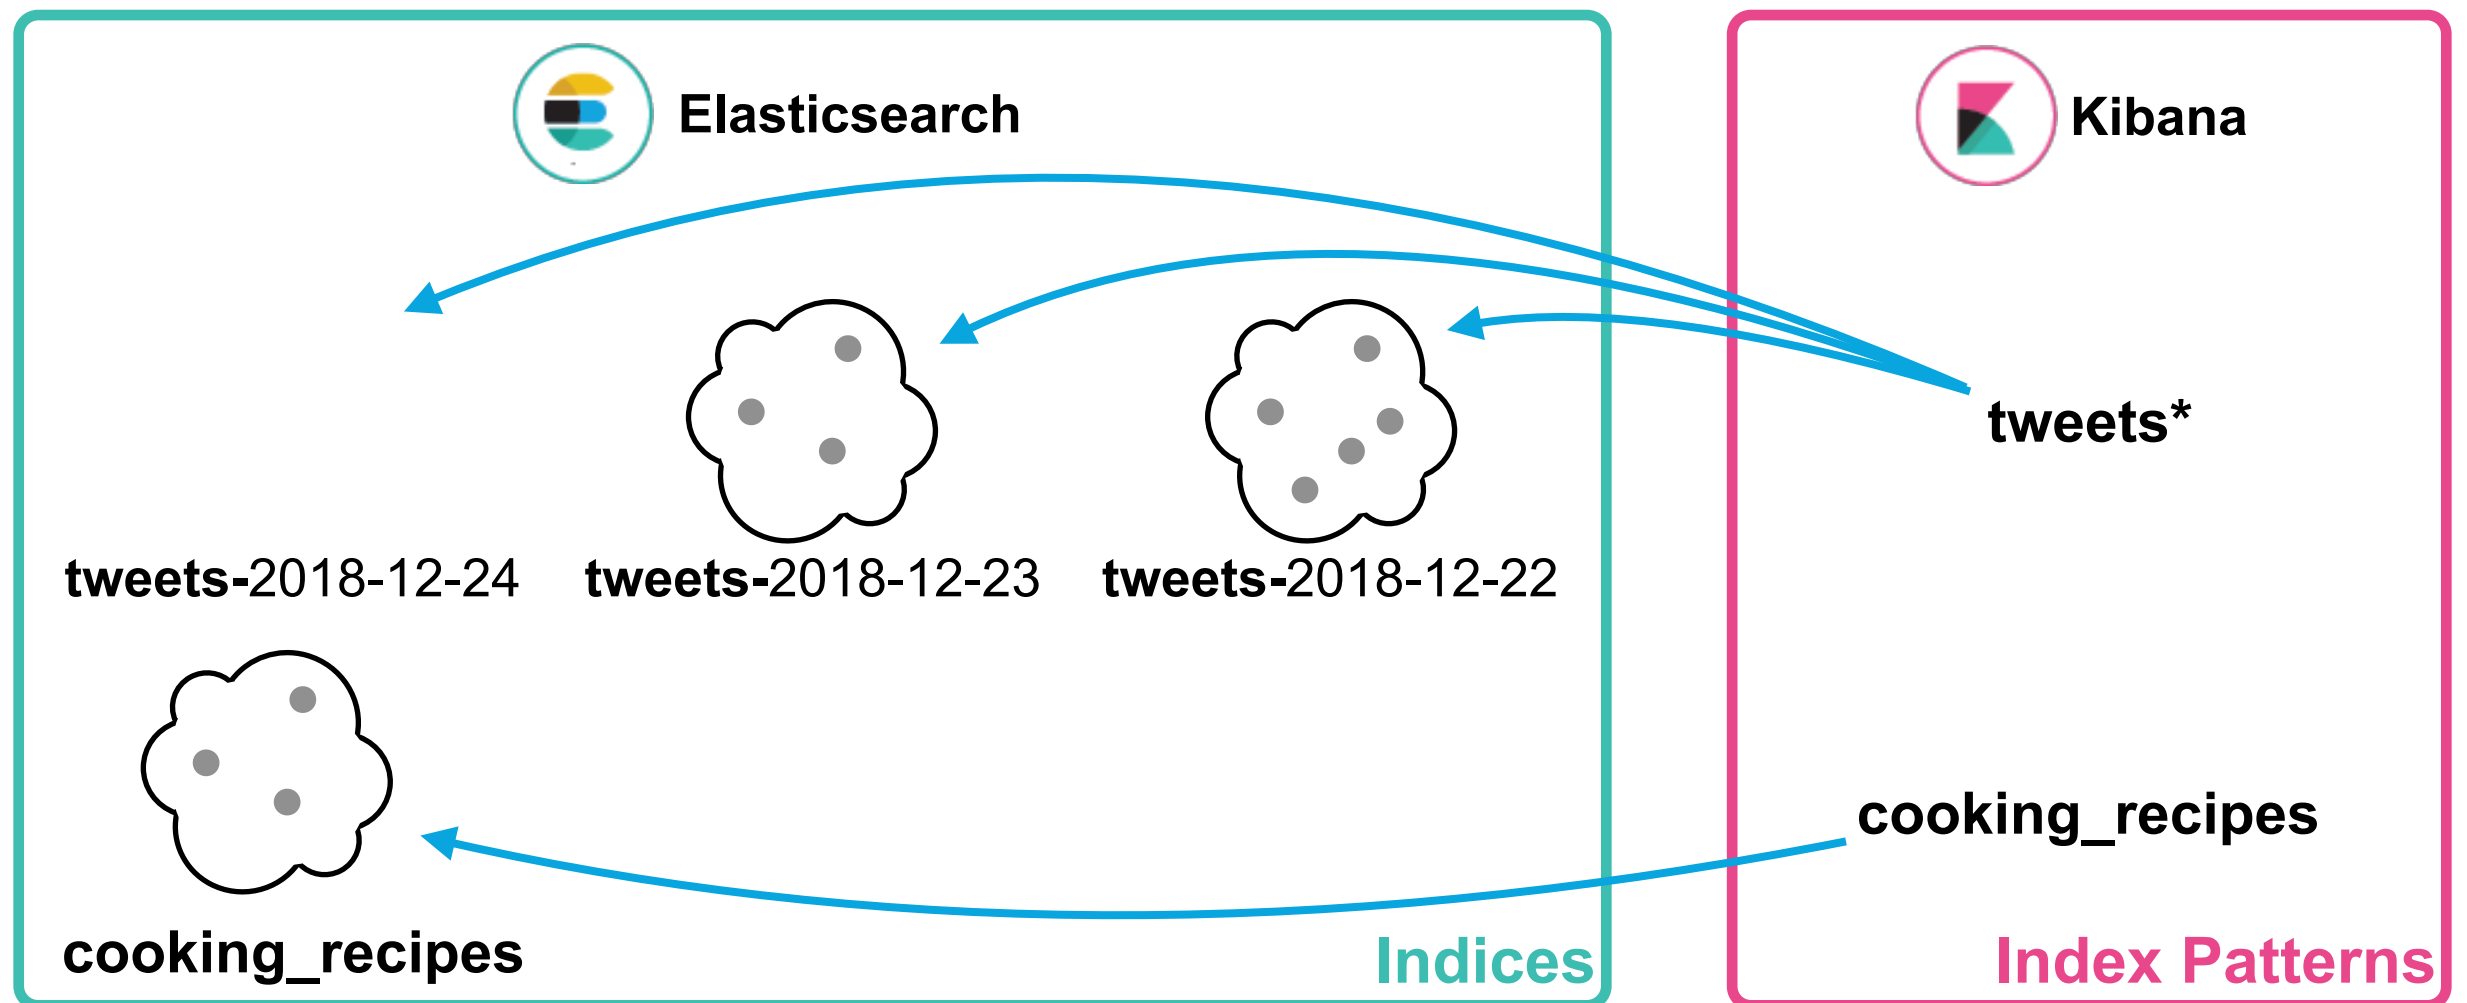 Elasticsearch
Kibana
tweets*
tweets-2018-12-24
tweets-2018-12-23
tweets-2018-12-22
cooking_recipes
cooking_recipes
Indices
Index Patterns